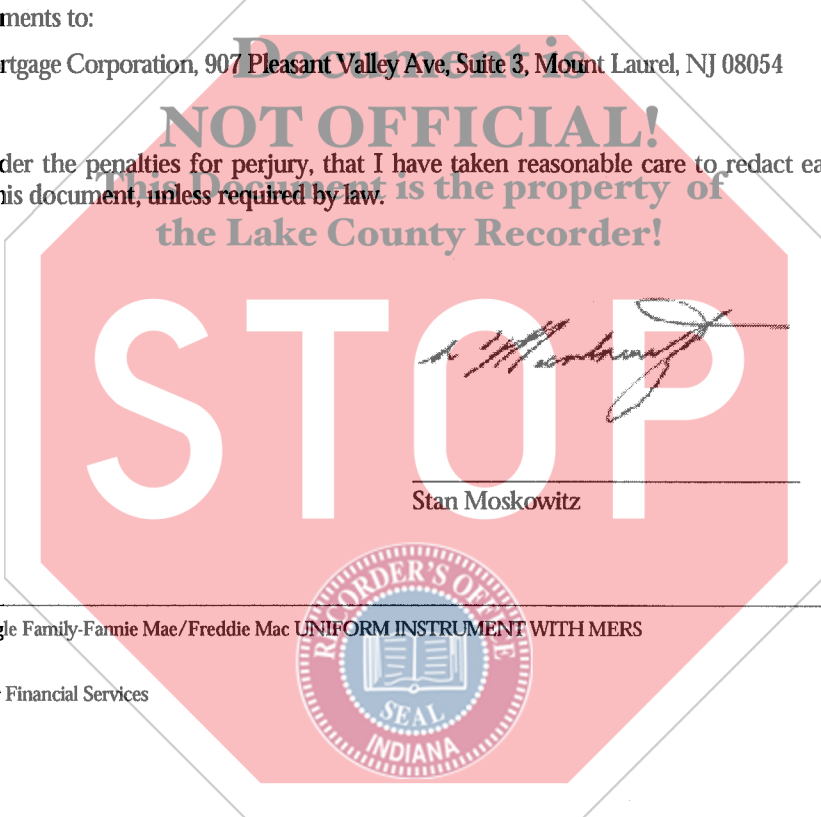 ments to:
Document is
rtgage Corporation, 907 Pleasant Valley Ave, Suite 3, Mount Laurel, NJ 08054
NOT OFFICIAL!
der the penalties for perjury, that I have taken reasonable care to redact ea
This Document is the property of
his document, unless required by law.
the Lake County Recorder!
STOP
Stan Moskowitz
RECORDER'S OFFICE
gle Family-Fannie Mae/Freddie Mac UNIFORM INSTRUMENT WITH MERS
Financial Services
SEAL
INDIANA